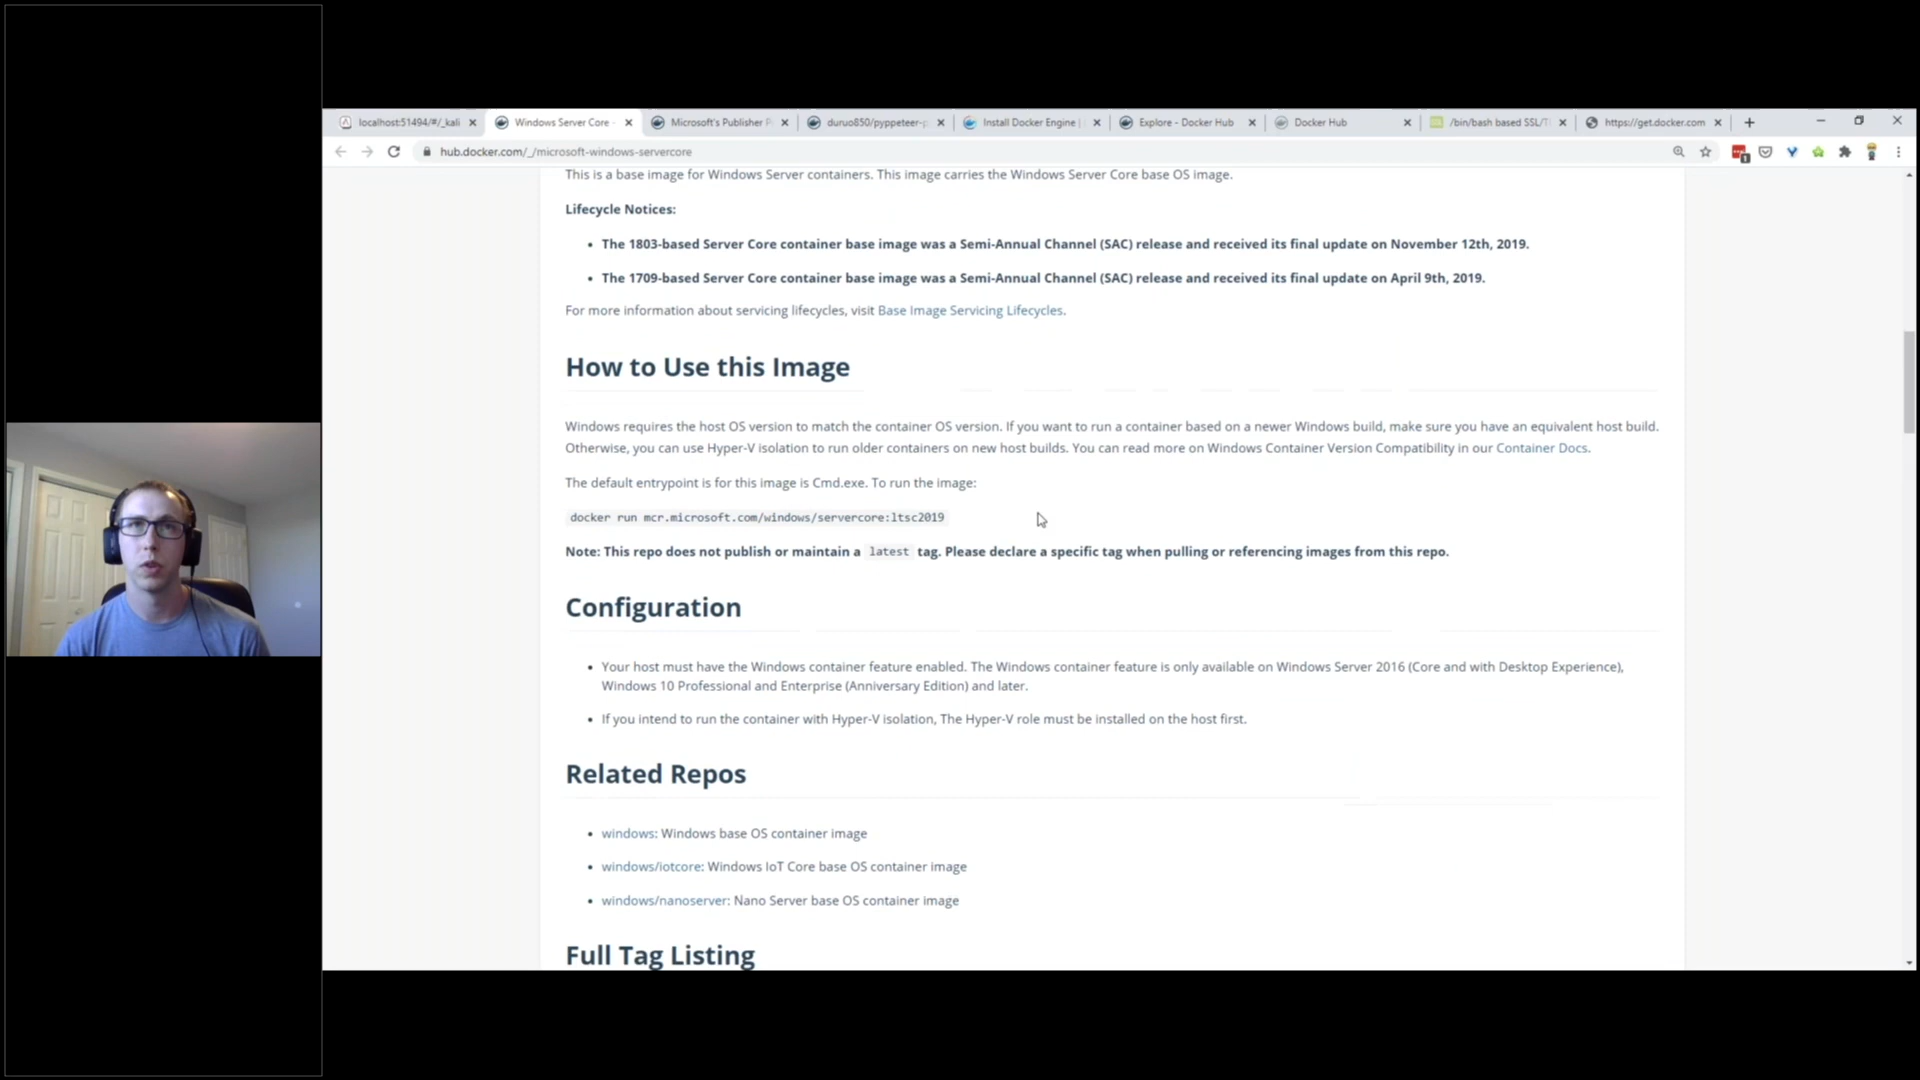 localhost:51494/#/_kali
Windows Server Core
Microsoft's Publisher P
duruo850/pyppeteer-p
Install Docker Engine |
Explore - Docker Hub
Docker Hub
/bin/bash based SSL/T
https://get.docker.com
hub.docker.com/_/microsoft-windows-servercore
This is a base image for Windows Server containers. This image carries the Windows Server Core base OS image.
Lifecycle Notices:
• The 1803-based Server Core container base image was a Semi-Annual Channel (SAC) release and received its final update on November 12th, 2019.
• The 1709-based Server Core container base image was a Semi-Annual Channel (SAC) release and received its final update on April 9th, 2019.
For more information about servicing lifecycles, visit Base Image Servicing Lifecycles.
How to Use this Image
Windows requires the host OS version to match the container OS version. If you want to run a container based on a newer Windows build, make sure you have an equivalent host build.
Otherwise, you can use Hyper-V isolation to run older containers on new host builds. You can read more on Windows Container Version Compatibility in our Container Docs.
The default entrypoint is for this image is Cmd.exe. To run the image:
docker run mcr.microsoft.com/windows/servercore:ltsc2019
Note: This repo does not publish or maintain a latest tag. Please declare a specific tag when pulling or referencing images from this repo.
Configuration
• Your host must have the Windows container feature enabled. The Windows container feature is only available on Windows Server 2016 (Core and with Desktop Experience),
Windows 10 Professional and Enterprise (Anniversary Edition) and later.
• If you intend to run the container with Hyper-V isolation, The Hyper-V role must be installed on the host first.
Related Repos
• windows: Windows base OS container image
• windows/iotcore: Windows IoT Core base OS container image
• windows/nanoserver: Nano Server base OS container image
Full Tag Listing